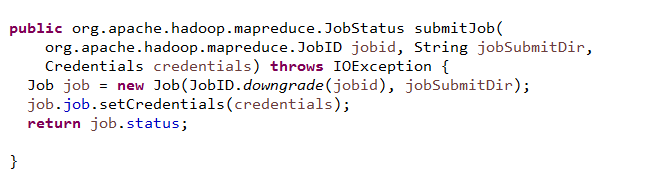 public org.apache.hadoop.mapreduce.JobStatus submitJob(
    org.apache.hadoop.mapreduce.JobID jobid, String jobSubmitDir,
    Credentials credentials) throws IOException {
  Job job = new Job(JobID.downgrade(jobid), jobSubmitDir);
  job.job.setCredentials(credentials);
  return job.status;
}